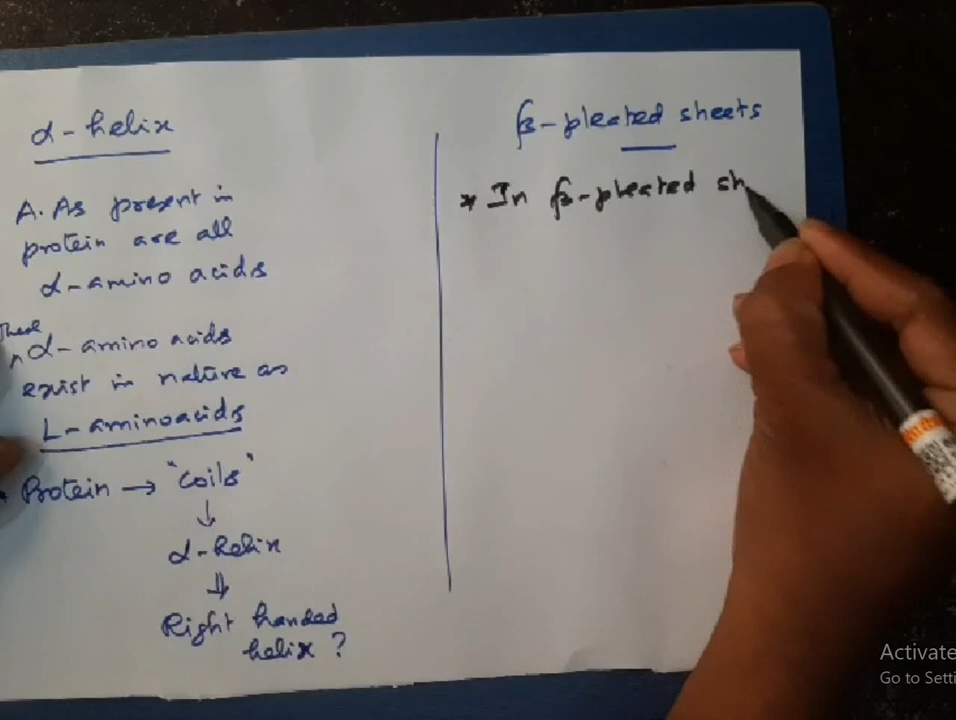 α-helix
A.As present in
protein are all
α-amino acids
These
^ α-amino acids
exist in nature as
L-aminoacids
Protein → "coils"
↓
α-helix
⇓
Right handed
helix ?
β-pleated sheets
* In β-pleated sh
Activate
Go to Setti